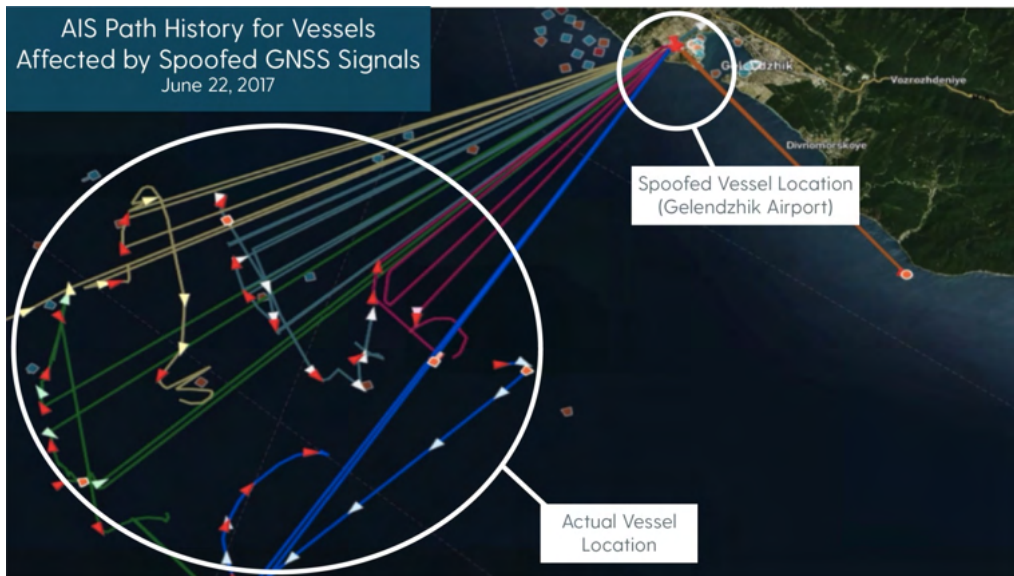 AIS Path History for Vessels
Affected by Spoofed GNSS Signals
June 22, 2017
Gelendzhik
Vozrozhdeniye
Divnomorskoye
Spoofed Vessel Location
(Gelendzhik Airport)
Actual Vessel
Location